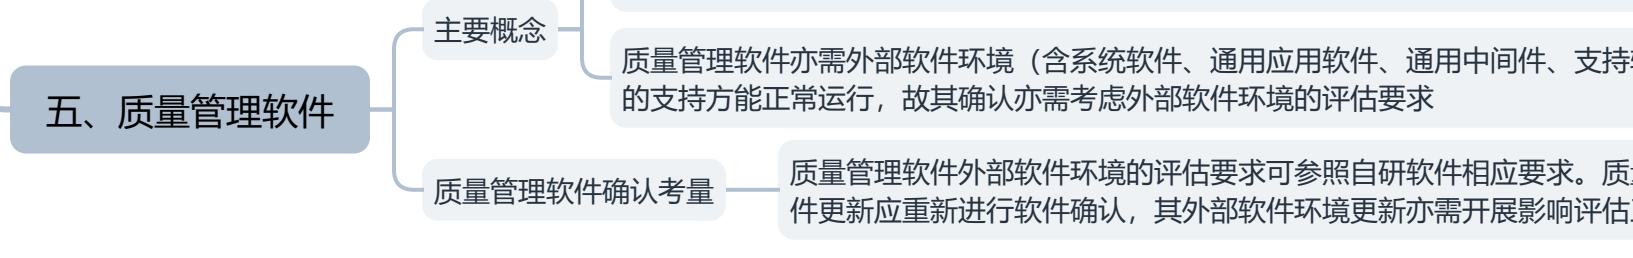 主要概念
质量管理软件亦需外部软件环境（含系统软件、通用应用软件、通用中间件、支持
的支持方能正常运行，故其确认亦需考虑外部软件环境的评估要求
五、质量管理软件
质量管理软件确认考量
质量管理软件外部软件环境的评估要求可参照自研软件相应要求。质
件更新应重新进行软件确认，其外部软件环境更新亦需开展影响评估